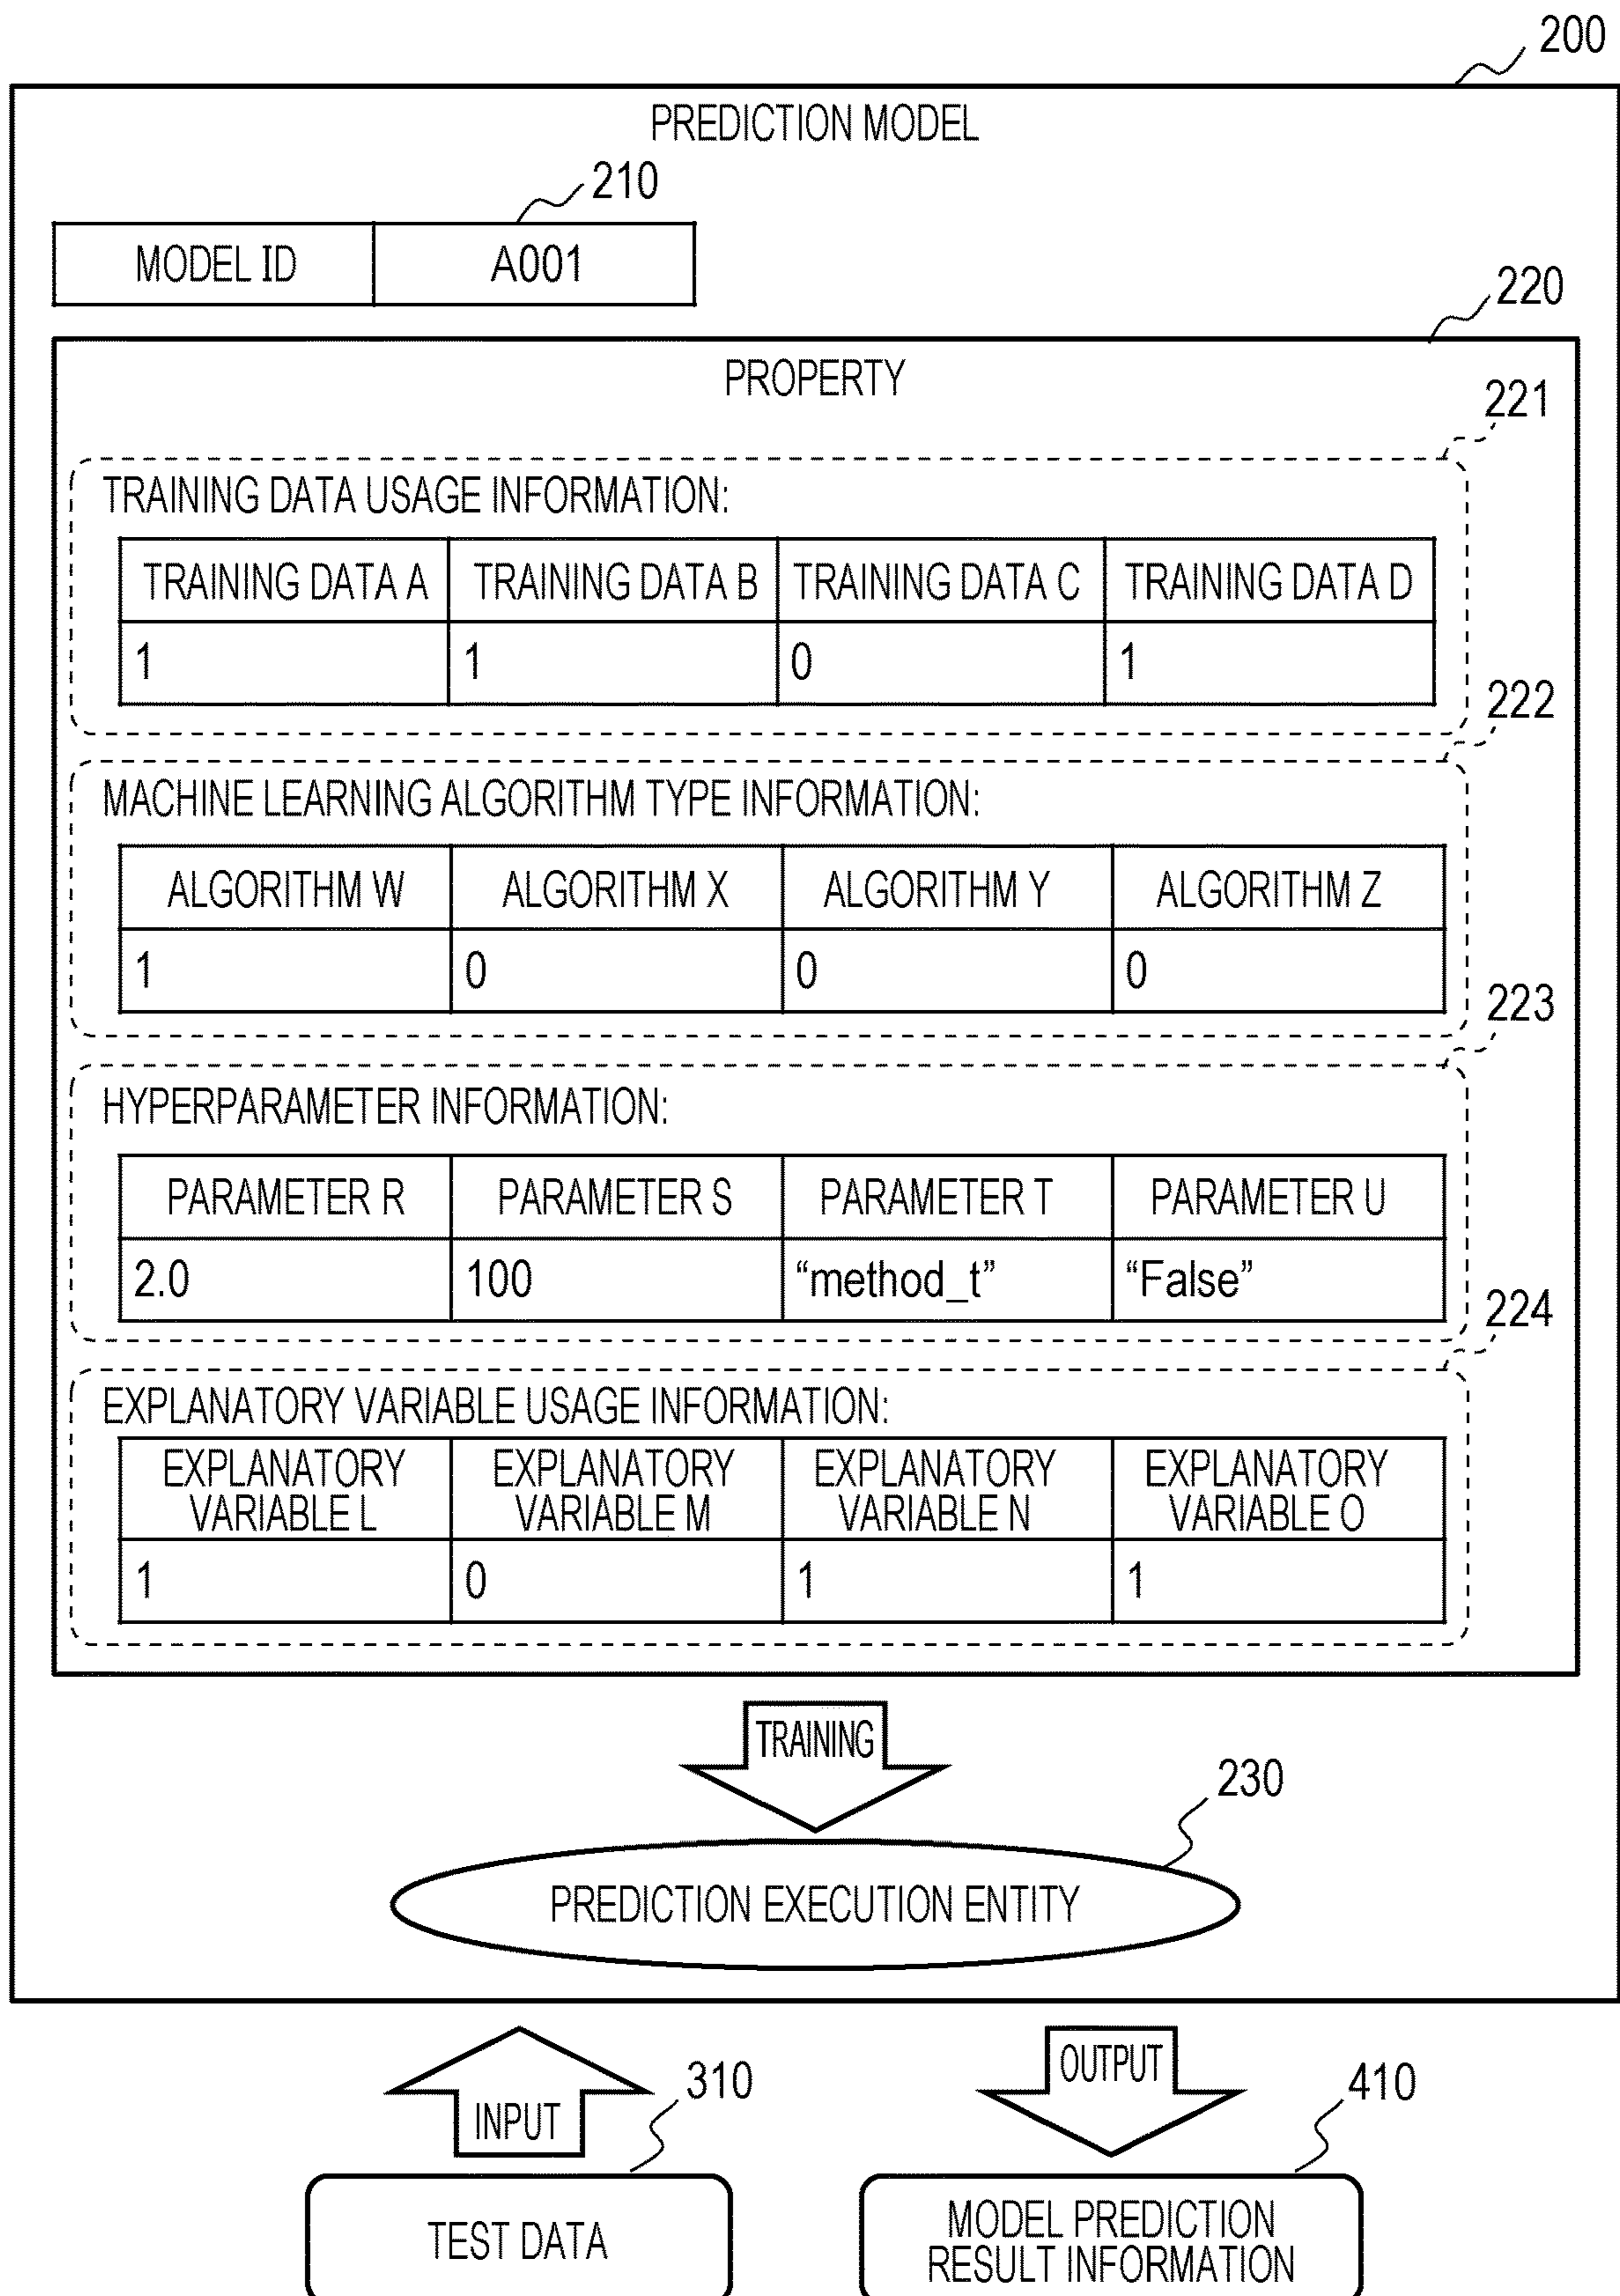 200
PREDICTION MODEL
210
MODEL ID A001
220
PROPERTY
221
TRAINING DATA USAGE INFORMATION:
TRAINING DATA A TRAINING DATA B TRAINING DATA C TRAINING DATA D
1 1 0 1
222
MACHINE LEARNING ALGORITHM TYPE INFORMATION:
ALGORITHM W ALGORITHM X ALGORITHM Y ALGORITHM Z
1 0 0 0
223
HYPERPARAMETER INFORMATION:
PARAMETER R PARAMETER S PARAMETER T PARAMETER U
2.0 100 “method_t” “False”
224
EXPLANATORY VARIABLE USAGE INFORMATION:
EXPLANATORY EXPLANATORY EXPLANATORY EXPLANATORY
VARIABLE L VARIABLE M VARIABLE N VARIABLE O
1 0 1 1
TRAINING
230
PREDICTION EXECUTION ENTITY
INPUT
310
OUTPUT
410
TEST DATA
MODEL PREDICTION
RESULT INFORMATION